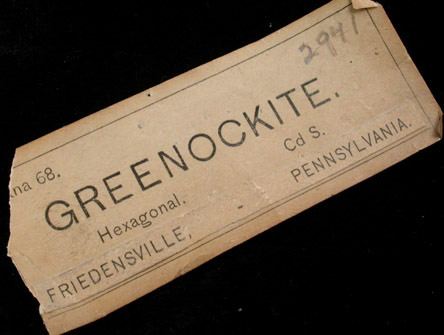 2941
na 68.
GREENOCKITE.
Hexagonal.
Cd S.
FRIEDENSVILLE,
PENNSYLVANIA.